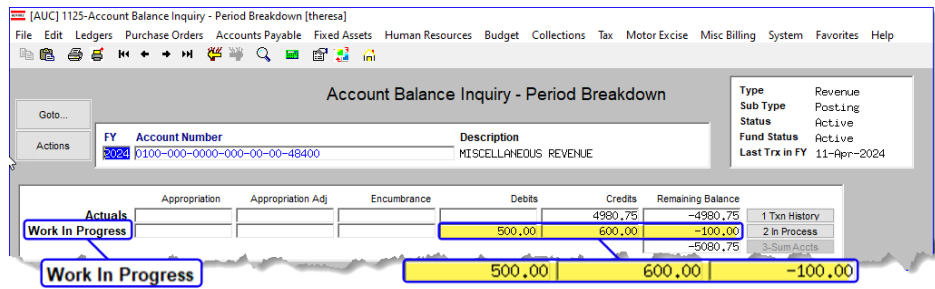 [AUC] 1125-Account Balance Inquiry - Period Breakdown [theresa]
File Edit Ledgers Purchase Orders Accounts Payable Fixed Assets Human Resources Budget Collections Tax Motor Excise Misc Billing System Favorites Help
Account Balance Inquiry - Period Breakdown
Goto...
Actions
FY Account Number Description
2024 0100-000-0000-000-00-00-48400 MISCELLANEOUS REVENUE
Type Revenue
Sub Type Posting
Status Active
Fund Status Active
Last Trx in FY 11-Apr-2024
Appropriation Appropriation Adj Encumbrance Debits Credits Remaining Balance
Actuals 4980.75 -4980.75 1 Txn History
Work In Progress 500.00 600.00 -100.00 2 In Process
-5080.75 3-Sum Accts
Work In Progress 500.00 600.00 -100.00